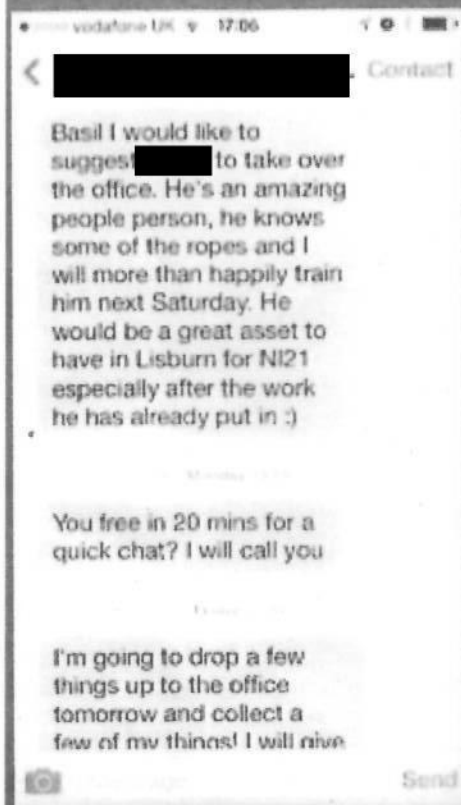 vodafone UK 17:06
Contact
Basil I would like to
suggest to take over
the office. He's an amazing
people person, he knows
some of the ropes and I
will more than happily train
him next Saturday. He
would be a great asset to
have in Lisburn for NI21
especially after the work
he has already put in :)
Monday
You free in 20 mins for a
quick chat? I will call you
I'm going to drop a few
things up to the office
tomorrow and collect a
few of my things! I will give
Send